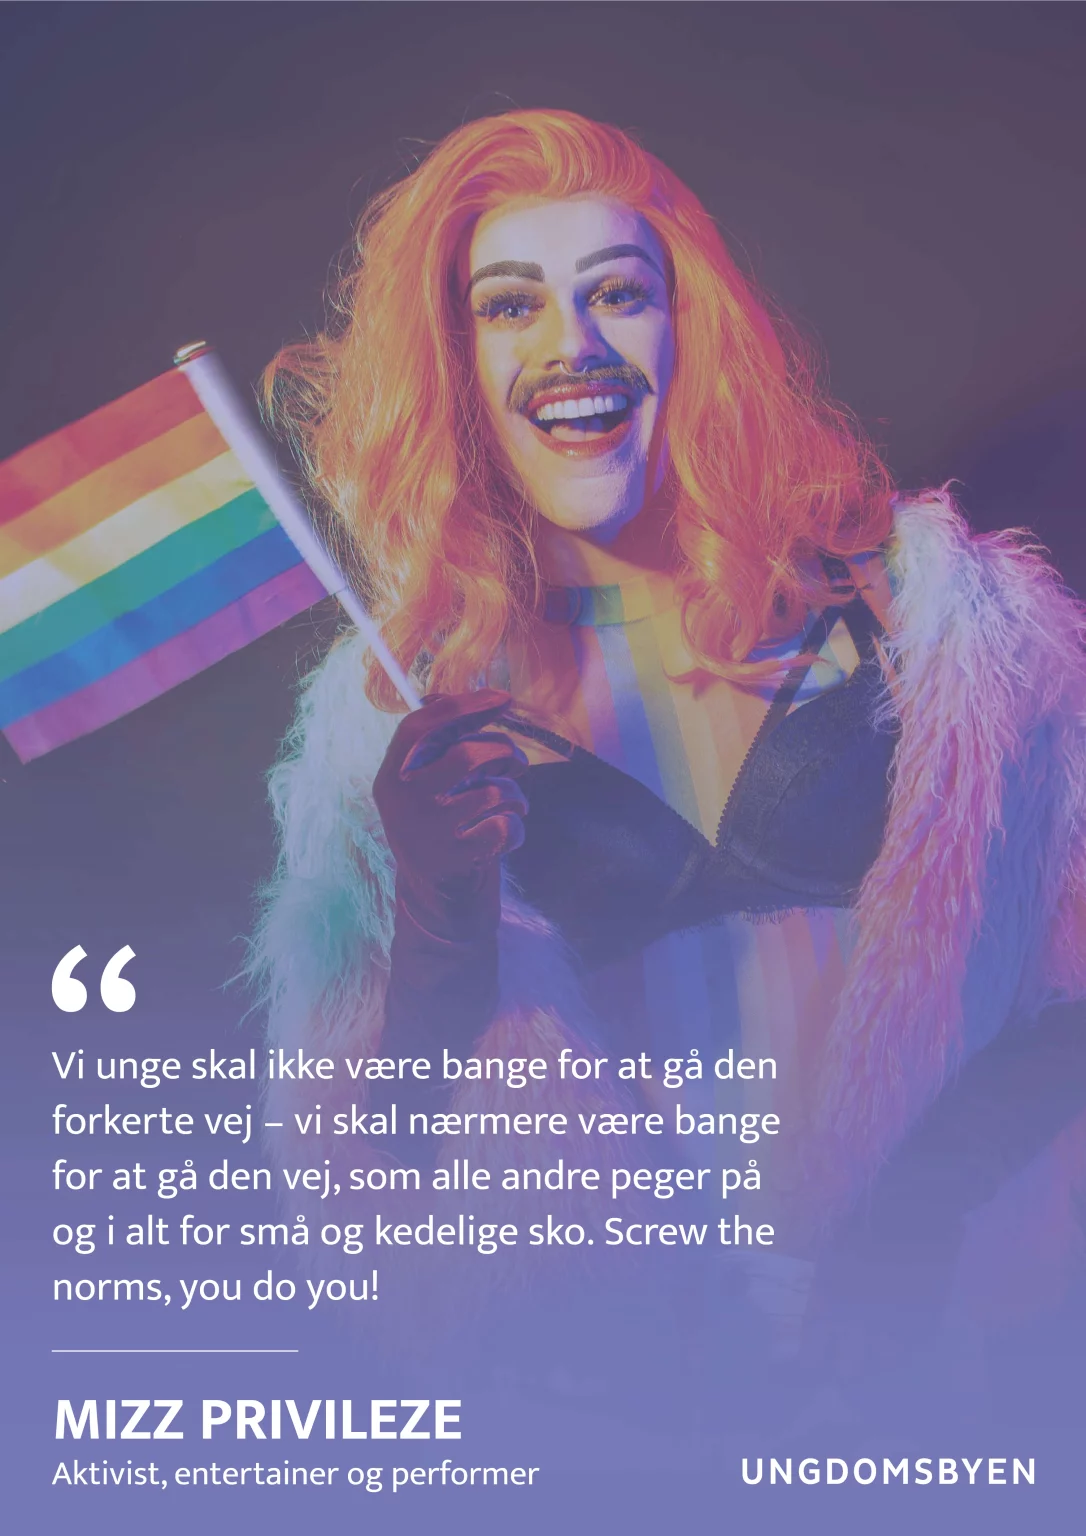 “
Vi unge skal ikke være bange for at gå den
forkerte vej – vi skal nærmere være bange
for at gå den vej, som alle andre peger på
og i alt for små og kedelige sko. Screw the
norms, you do you!
MIZZ PRIVILEZE
Aktivist, entertainer og performer
UNGDOMSBYEN